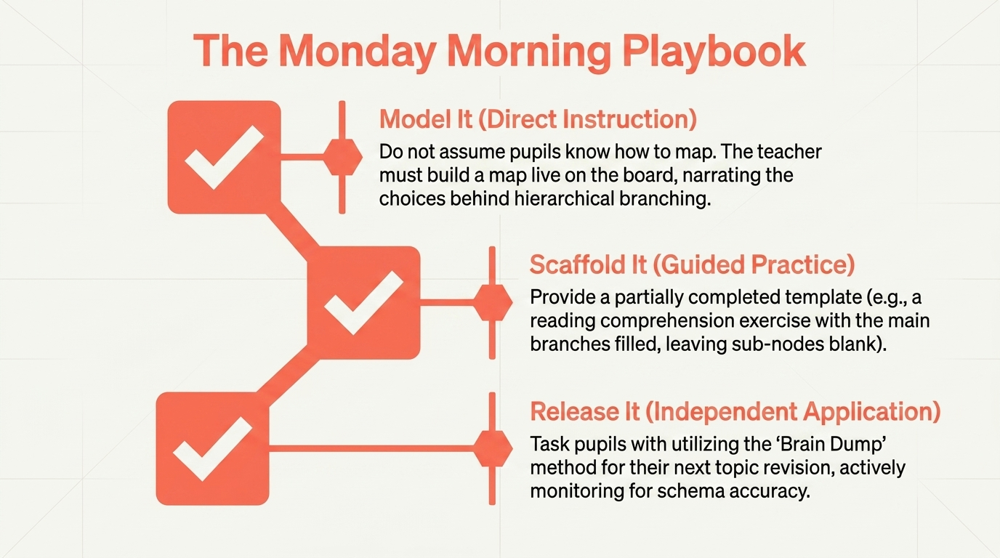 The Monday Morning Playbook
Model It (Direct Instruction)
Do not assume pupils know how to map. The teacher
must build a map live on the board, narrating the
choices behind hierarchical branching.
Scaffold It (Guided Practice)
Provide a partially completed template (e.g., a
reading comprehension exercise with the main
branches filled, leaving sub-nodes blank).
Release It (Independent Application)
Task pupils with utilizing the ‘Brain Dump’
method for their next topic revision, actively
monitoring for schema accuracy.